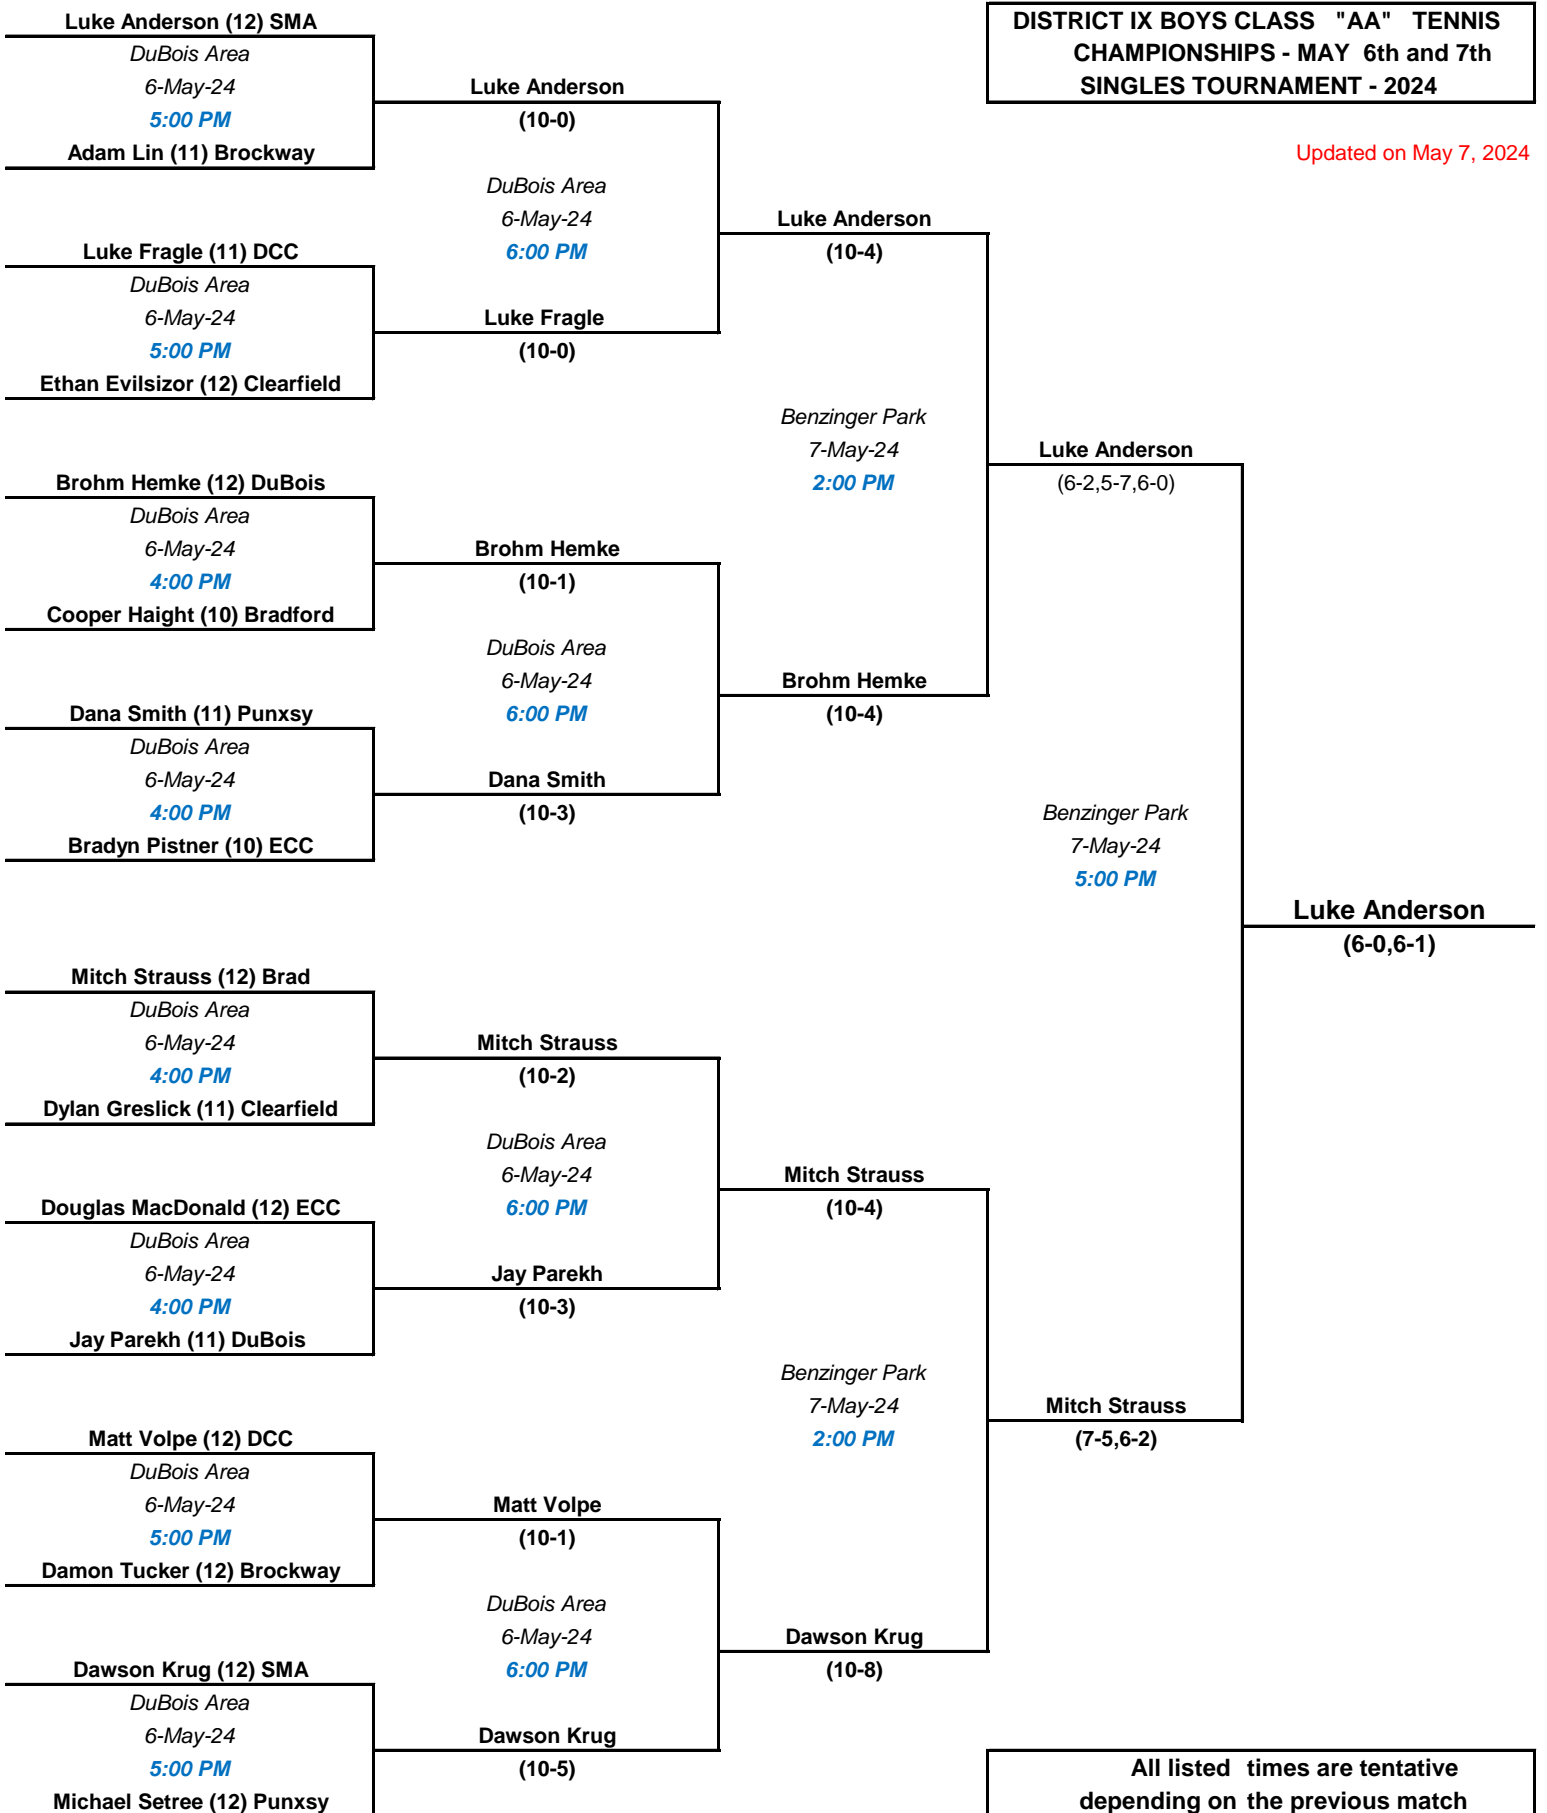 Luke Anderson (12) SMA
DuBois Area
6-May-24
5:00 PM
Adam Lin (11) Brockway
Luke Fragle (11) DCC
DuBois Area
6-May-24
5:00 PM
Ethan Evilsizor (12) Clearfield
Brohm Hemke (12) DuBois
DuBois Area
6-May-24
4:00 PM
Cooper Haight (10) Bradford
Dana Smith (11) Punxsy
DuBois Area
6-May-24
4:00 PM
Bradyn Pistner (10) ECC
Mitch Strauss (12) Brad
DuBois Area
6-May-24
4:00 PM
Dylan Greslick (11) Clearfield
Douglas MacDonald (12) ECC
DuBois Area
6-May-24
4:00 PM
Jay Parekh (11) DuBois
Matt Volpe (12) DCC
DuBois Area
6-May-24
5:00 PM
Damon Tucker (12) Brockway
Dawson Krug (12) SMA
DuBois Area
6-May-24
5:00 PM
Michael Setree (12) Punxsy
Luke Anderson
(10-0)
DuBois Area
6-May-24
6:00 PM
Luke Fragle
(10-0)
Brohm Hemke
(10-1)
DuBois Area
6-May-24
6:00 PM
Dana Smith
(10-3)
Mitch Strauss
(10-2)
DuBois Area
6-May-24
6:00 PM
Jay Parekh
(10-3)
Matt Volpe
(10-1)
DuBois Area
6-May-24
6:00 PM
Dawson Krug
(10-5)
Luke Anderson
(10-4)
Benzinger Park
7-May-24
2:00 PM
Brohm Hemke
(10-4)
Mitch Strauss
(10-4)
Benzinger Park
7-May-24
2:00 PM
Dawson Krug
(10-8)
Luke Anderson
(6-2,5-7,6-0)
Benzinger Park
7-May-24
5:00 PM
Mitch Strauss
(7-5,6-2)
Luke Anderson
(6-0,6-1)
DISTRICT IX BOYS CLASS "AA" TENNIS
CHAMPIONSHIPS - MAY 6th and 7th
SINGLES TOURNAMENT - 2024
Updated on May 7, 2024
All listed times are tentative
depending on the previous match